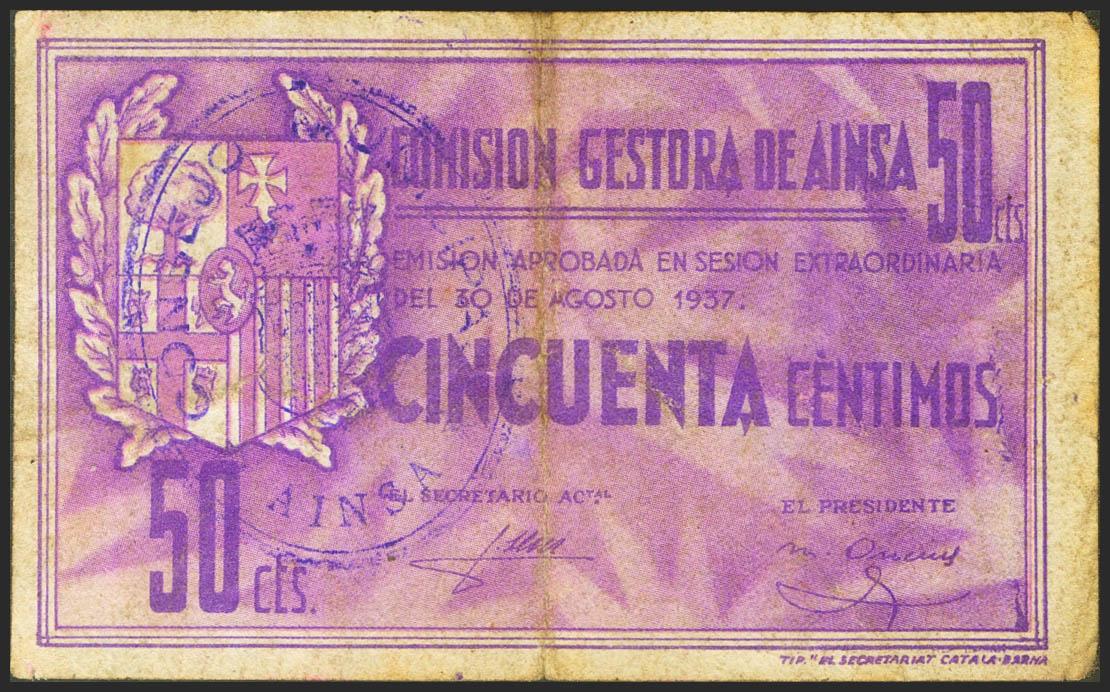 COMISION GESTORA DE AINSA
50 cts.
EMISION APROBADA EN SESION EXTRAORDINARIA
DEL 30 DE AGOSTO 1937.
CINCUENTA CÉNTIMOS
50 cts.
AINSA
EL SECRETARIO ACTAL.
EL PRESIDENTE
TIP. "EL SECRETARIAT CATALA-BARNA